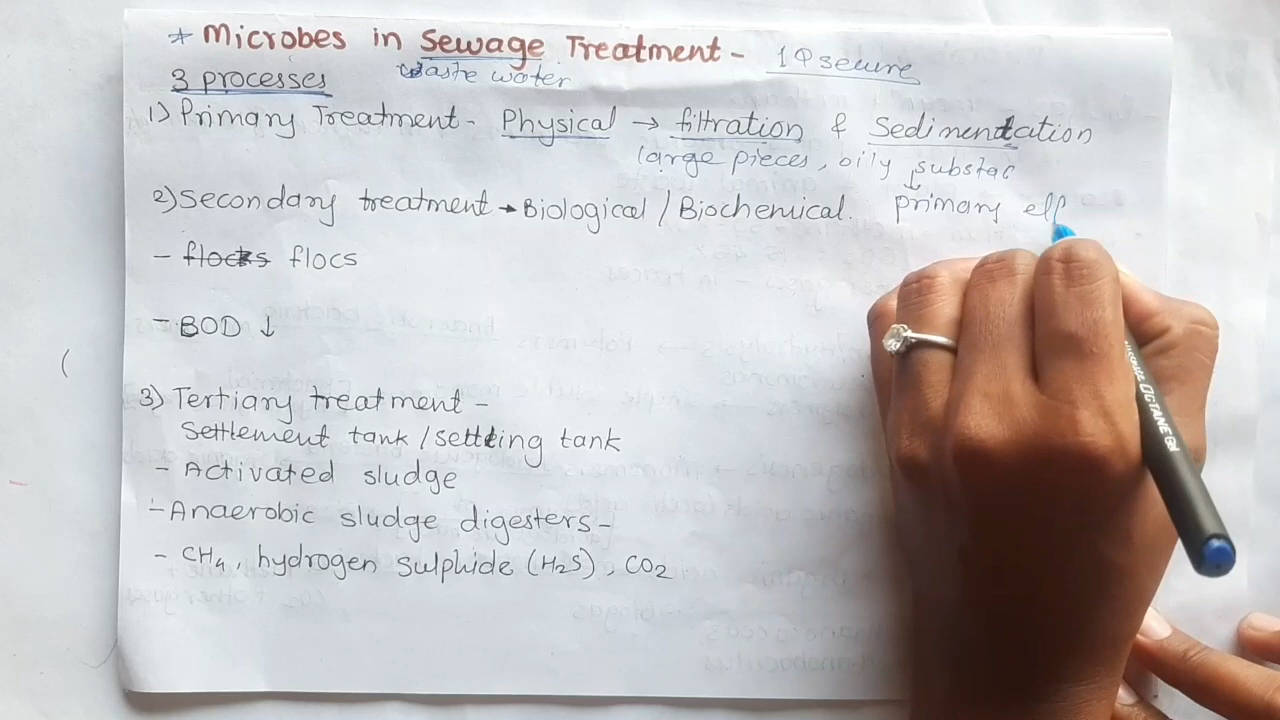 * Microbes in Sewage Treatment - 1Q secure
3 processes waste water
1) Primary Treatment - Physical → filtration & Sedimentation
large pieces, oily substac
↓
2) Secondary treatment → Biological / Biochemical. primary eff
- flocks flocs
- BOD ↓
3) Tertiary treatment -
Settlement tank / settling tank
- Activated sludge
- Anaerobic sludge digesters -
- CH4, hydrogen sulphide (H2S), CO2